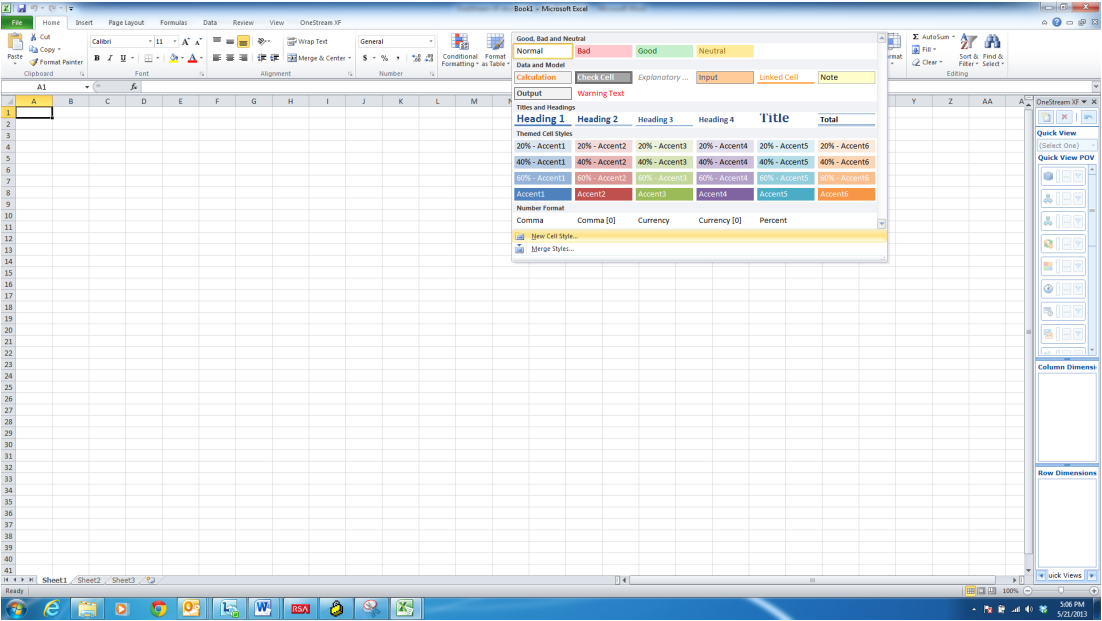 Book1 - Microsoft Excel
File Home Insert Page Layout Formulas Data Review View OneStream XF
Paste Cut Copy Format Painter
Calibri 11 B I U
Wrap Text Merge & Center
General $ % ,
Conditional Formatting Format as Table
Σ AutoSum Fill Clear Sort & Filter Find & Select
Clipboard Font Alignment Number Editing
Good, Bad and Neutral
Normal Bad Good Neutral
Data and Model
Calculation Check Cell Explanatory ... Input Linked Cell Note
Output Warning Text
Titles and Headings
Heading 1 Heading 2 Heading 3 Heading 4 Title Total
Themed Cell Styles
20% - Accent1 20% - Accent2 20% - Accent3 20% - Accent4 20% - Accent5 20% - Accent6
40% - Accent1 40% - Accent2 40% - Accent3 40% - Accent4 40% - Accent5 40% - Accent6
60% - Accent1 60% - Accent2 60% - Accent3 60% - Accent4 60% - Accent5 60% - Accent6
Accent1 Accent2 Accent3 Accent4 Accent5 Accent6
Number Format
Comma Comma [0] Currency Currency [0] Percent
New Cell Style...
Merge Styles...
A1 fx
A B C D E F G H I J K L M Y Z AA
1
2
3
4
5
6
7
8
9
10
11
12
13
14
15
16
17
18
19
20
21
22
23
24
25
26
27
28
29
30
31
32
33
34
35
36
37
38
39
40
41
OneStream XF
Quick View
(Select One)
Quick View POV
Column Dimensi
Row Dimensions
uick Views
Sheet1 Sheet2 Sheet3
Ready 100%
RSA
5:06 PM
5/21/2013